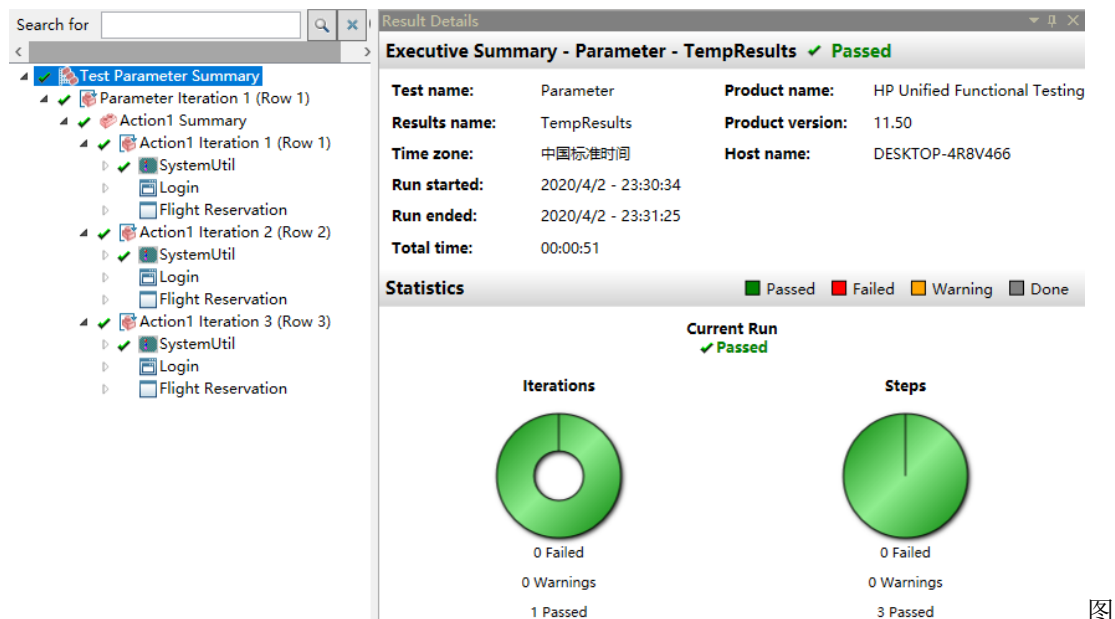 Search for
Test Parameter Summary
Parameter Iteration 1 (Row 1)
Action1 Summary
Action1 Iteration 1 (Row 1)
SystemUtil
Login
Flight Reservation
Action1 Iteration 2 (Row 2)
SystemUtil
Login
Flight Reservation
Action1 Iteration 3 (Row 3)
SystemUtil
Login
Flight Reservation
Result Details
Executive Summary - Parameter - TempResults Passed
Test name: Parameter Product name: HP Unified Functional Testing
Results name: TempResults Product version: 11.50
Time zone: 中国标准时间 Host name: DESKTOP-4R8V466
Run started: 2020/4/2 - 23:30:34
Run ended: 2020/4/2 - 23:31:25
Total time: 00:00:51
Statistics Passed Failed Warning Done
Current Run
Passed
Iterations Steps
0 Failed 0 Failed
0 Warnings 0 Warnings
1 Passed 3 Passed
图